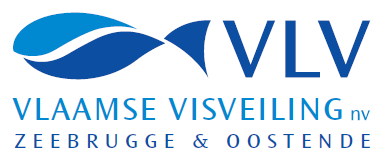 VLV
VLAAMSE VISVEILING nv
ZEEBRUGGE & OOSTENDE